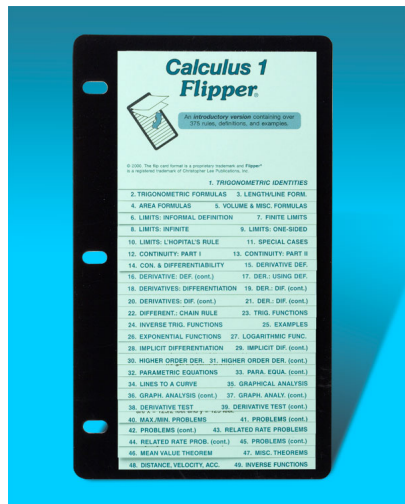 Calculus 1
Flipper®
An introductory version containing over
375 rules, definitions, and examples.
© 2000. The flip card format is a proprietary trademark and Flipper®
is a registered trademark of Christopher Lee Publications, Inc.
1. TRIGONOMETRIC IDENTITIES
2. TRIGONOMETRIC FORMULAS 3. LENGTH/LINE FORM.
4. AREA FORMULAS 5. VOLUME & MISC. FORMULAS
6. LIMITS: INFORMAL DEFINITION 7. FINITE LIMITS
8. LIMITS: INFINITE 9. LIMITS: ONE-SIDED
10. LIMITS: L'HOPITAL'S RULE 11. SPECIAL CASES
12. CONTINUITY: PART I 13. CONTINUITY: PART II
14. CON. & DIFFERENTIABILITY 15. DERIVATIVE DEF.
16. DERIVATIVE: DEF. (cont.) 17. DER.: USING DEF.
18. DERIVATIVES: DIFFERENTIATION 19. DER.: DIF. (cont.)
20. DERIVATIVES: DIF. (cont.) 21. DER.: DIF. (cont.)
22. DIFFERENT.: CHAIN RULE 23. TRIG. FUNCTIONS
24. INVERSE TRIG. FUNCTIONS 25. EXAMPLES
26. EXPONENTIAL FUNCTIONS 27. LOGARITHMIC FUNC.
28. IMPLICIT DIFFERENTIATION 29. IMPLICIT DIF. (cont.)
30. HIGHER ORDER DER. 31. HIGHER ORDER DER. (cont.)
32. PARAMETRIC EQUATIONS 33. PARA. EQUA. (cont.)
34. LINES TO A CURVE 35. GRAPHICAL ANALYSIS
36. GRAPH. ANALYSIS (cont.) 37. GRAPH. ANALY. (cont.)
38. DERIVATIVE TEST 39. DERIVATIVE TEST (cont.)
40. MAX./MIN. PROBLEMS 41. PROBLEMS (cont.)
42. PROBLEMS (cont.) 43. RELATED RATE PROBLEMS
44. RELATED RATE PROB. (cont.) 45. PROBLEMS (cont.)
46. MEAN VALUE THEOREM 47. MISC. THEOREMS
48. DISTANCE, VELOCITY, ACC. 49. INVERSE FUNCTIONS